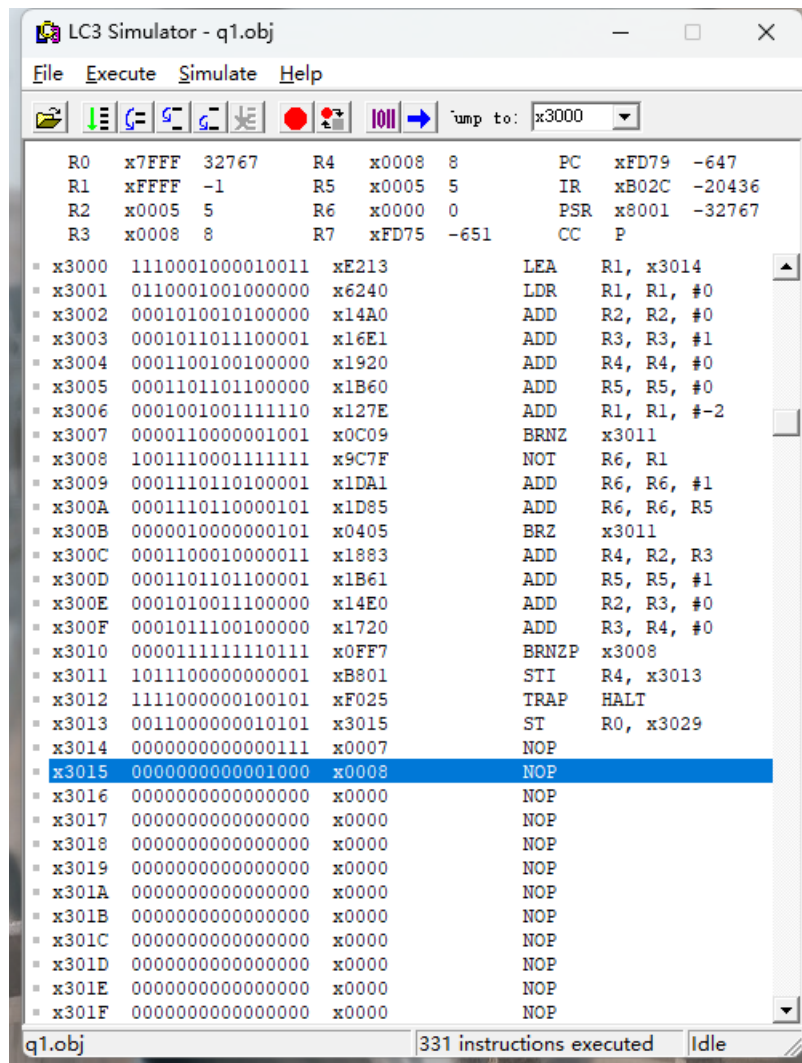 LC3 Simulator - q1.obj
File Execute Simulate Help
Jump to: x3000
R0 x7FFF 32767 R4 x0008 8 PC xFD79 -647
R1 xFFFF -1 R5 x0005 5 IR xB02C -20436
R2 x0005 5 R6 x0000 0 PSR x8001 -32767
R3 x0008 8 R7 xFD75 -651 CC P
x3000 1110001000010011 xE213 LEA R1, x3014
x3001 0110001001000000 x6240 LDR R1, R1, #0
x3002 0001010010100000 x14A0 ADD R2, R2, #0
x3003 0001011011100001 x16E1 ADD R3, R3, #1
x3004 0001100100100000 x1920 ADD R4, R4, #0
x3005 0001101101100000 x1B60 ADD R5, R5, #0
x3006 0001001001111110 x127E ADD R1, R1, #-2
x3007 0000110000001001 x0C09 BRNZ x3011
x3008 1001110001111111 x9C7F NOT R6, R1
x3009 0001110110100001 x1DA1 ADD R6, R6, #1
x300A 0001110110000101 x1D85 ADD R6, R6, R5
x300B 0000010000000101 x0405 BRZ x3011
x300C 0001100010000011 x1883 ADD R4, R2, R3
x300D 0001101101100001 x1B61 ADD R5, R5, #1
x300E 0001010011100000 x14E0 ADD R2, R3, #0
x300F 0001011100100000 x1720 ADD R3, R4, #0
x3010 0000111111110111 x0FF7 BRNZP x3008
x3011 1011100000000001 xB801 STI R4, x3013
x3012 1111000000100101 xF025 TRAP HALT
x3013 0011000000010101 x3015 ST R0, x3029
x3014 0000000000000111 x0007 NOP
x3015 0000000000001000 x0008 NOP
x3016 0000000000000000 x0000 NOP
x3017 0000000000000000 x0000 NOP
x3018 0000000000000000 x0000 NOP
x3019 0000000000000000 x0000 NOP
x301A 0000000000000000 x0000 NOP
x301B 0000000000000000 x0000 NOP
x301C 0000000000000000 x0000 NOP
x301D 0000000000000000 x0000 NOP
x301E 0000000000000000 x0000 NOP
x301F 0000000000000000 x0000 NOP
q1.obj 331 instructions executed Idle